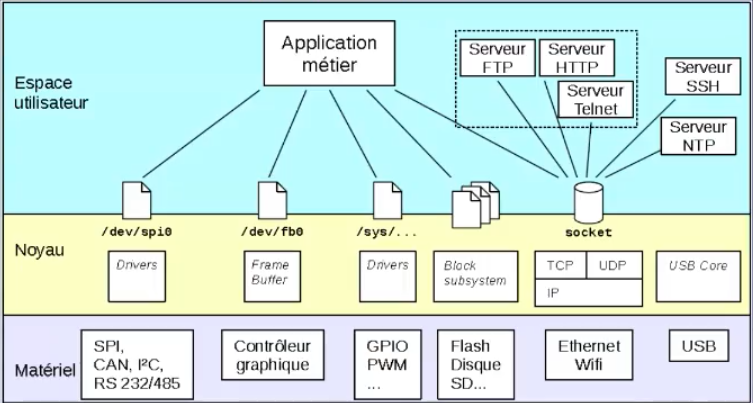 Application
métier
Serveur
FTP
Serveur
HTTP
Serveur
Telnet
Serveur
SSH
Serveur
NTP
Espace
utilisateur
/dev/spi0
/dev/fb0
/sys/...
socket
Noyau
Drivers
Frame
Buffer
Drivers
Block
subsystem
TCP
UDP
IP
USB Core
Matériel
SPI,
CAN, I²C,
RS 232/485
Contrôleur
graphique
GPIO
PWM
...
Flash
Disque
SD...
Ethernet
Wifi
USB